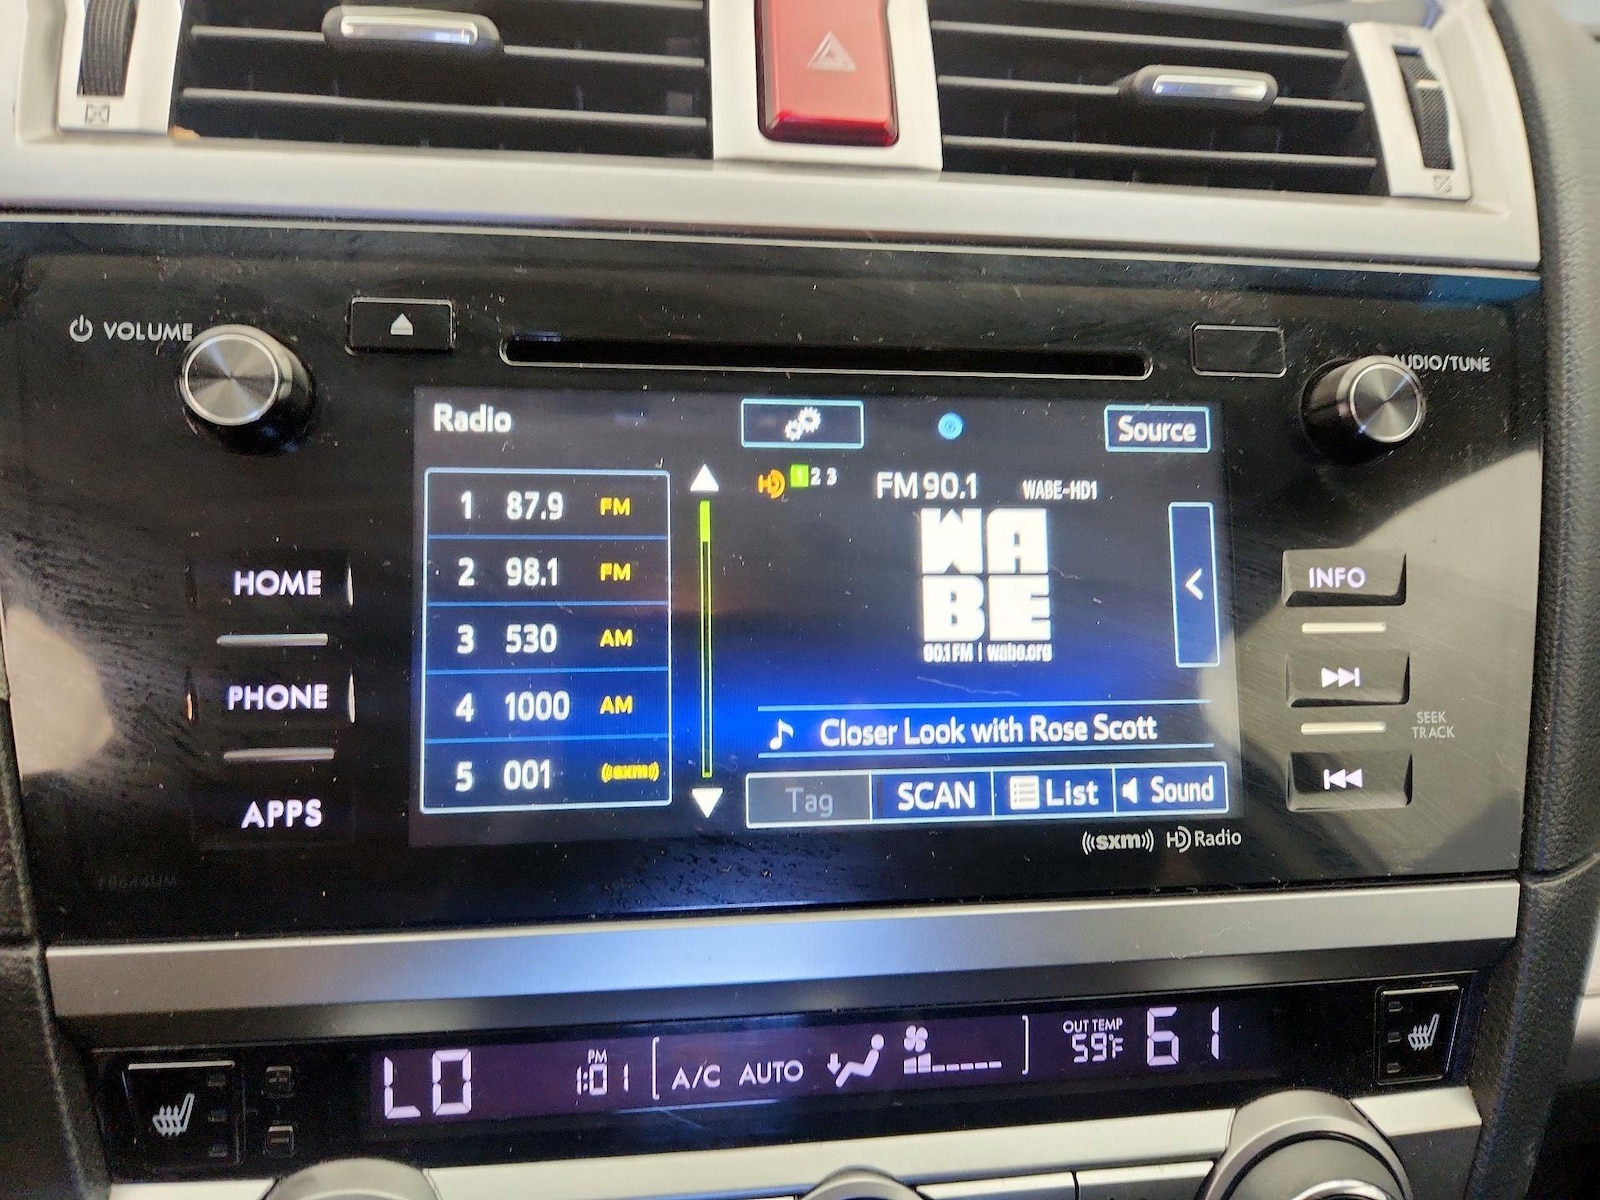 VOLUME
AUDIO/TUNE
Radio
Source
1 87.9 FM
2 98.1 FM
3 530 AM
4 1000 AM
5 001 ((sxm))
HD 1 2 3
FM 90.1 WABE-HD1
WA
BE
90.1 FM | wabe.org
Closer Look with Rose Scott
Tag SCAN List Sound
((sxm)) HD Radio
HOME
PHONE
APPS
INFO
SEEK
TRACK
LO
PM
1:01
A/C AUTO
OUT TEMP
59°F
61